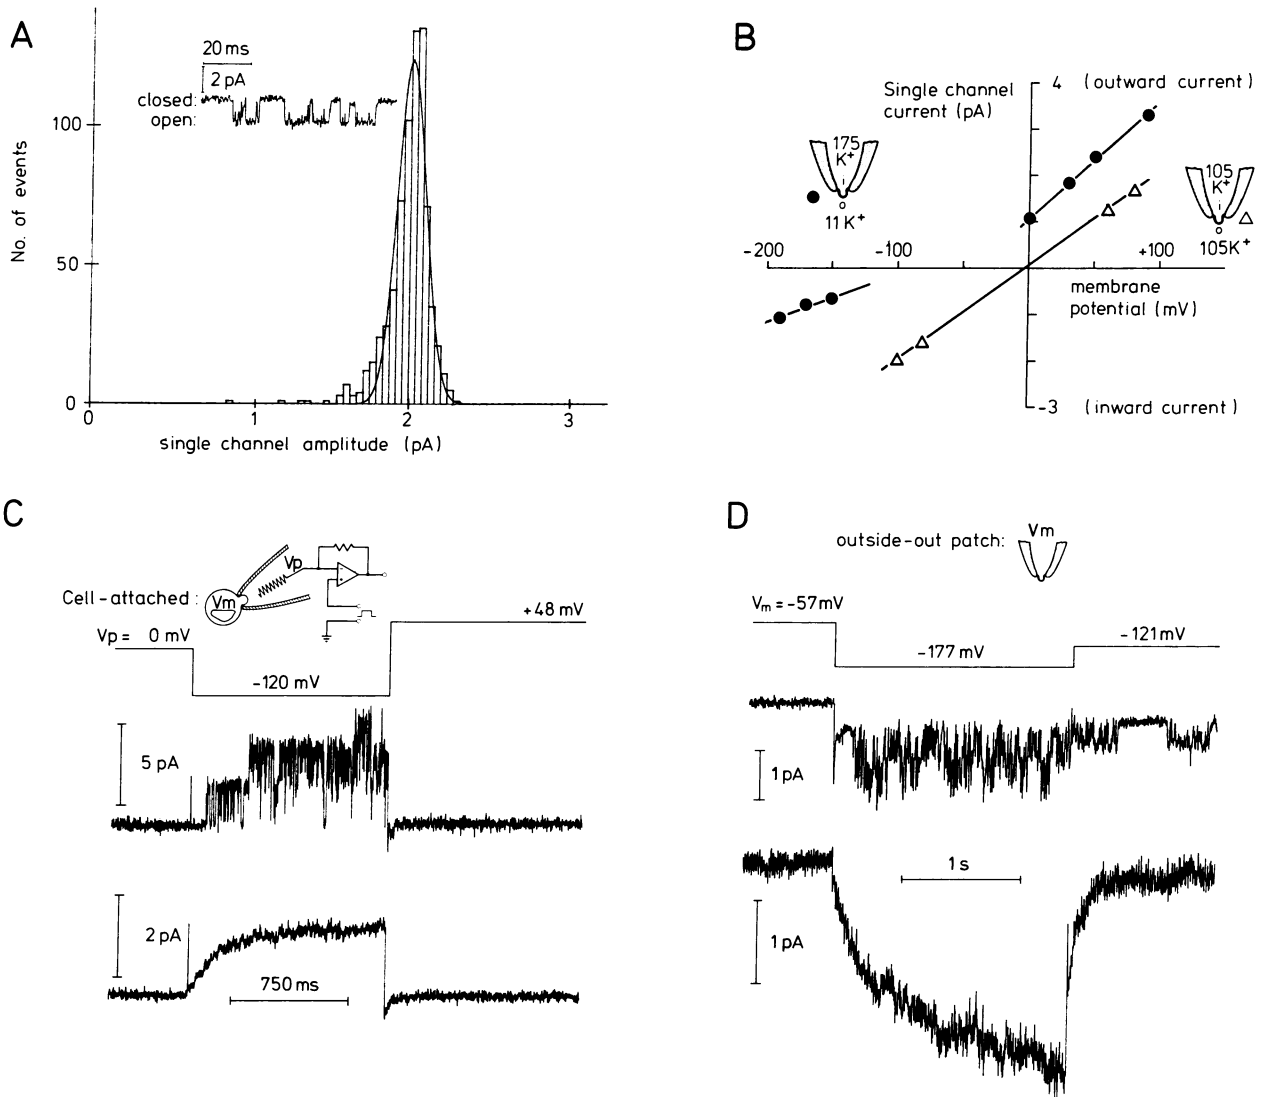 A
20 ms
2 pA
closed:
open:
100
50
0
No. of events
0
1
2
3
single channel amplitude (pA)
B
Single channel
current (pA)
4 (outward current)
175
K+
11 K+
105
K+
105K+
-200
-100
+100
membrane
potential (mV)
-3 (inward current)
C
Cell-attached:
Vm
Vp
Vp = 0 mV
+48 mV
-120 mV
5 pA
2 pA
750 ms
D
outside-out patch:
Vm
Vm = -57mV
-177 mV
-121 mV
1 pA
1 s
1 pA